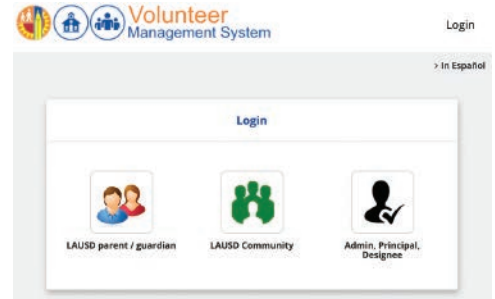 Volunteer
Management System
Login
> In Español
Login
LAUSD parent / guardian
LAUSD Community
Admin, Principal,
Designee